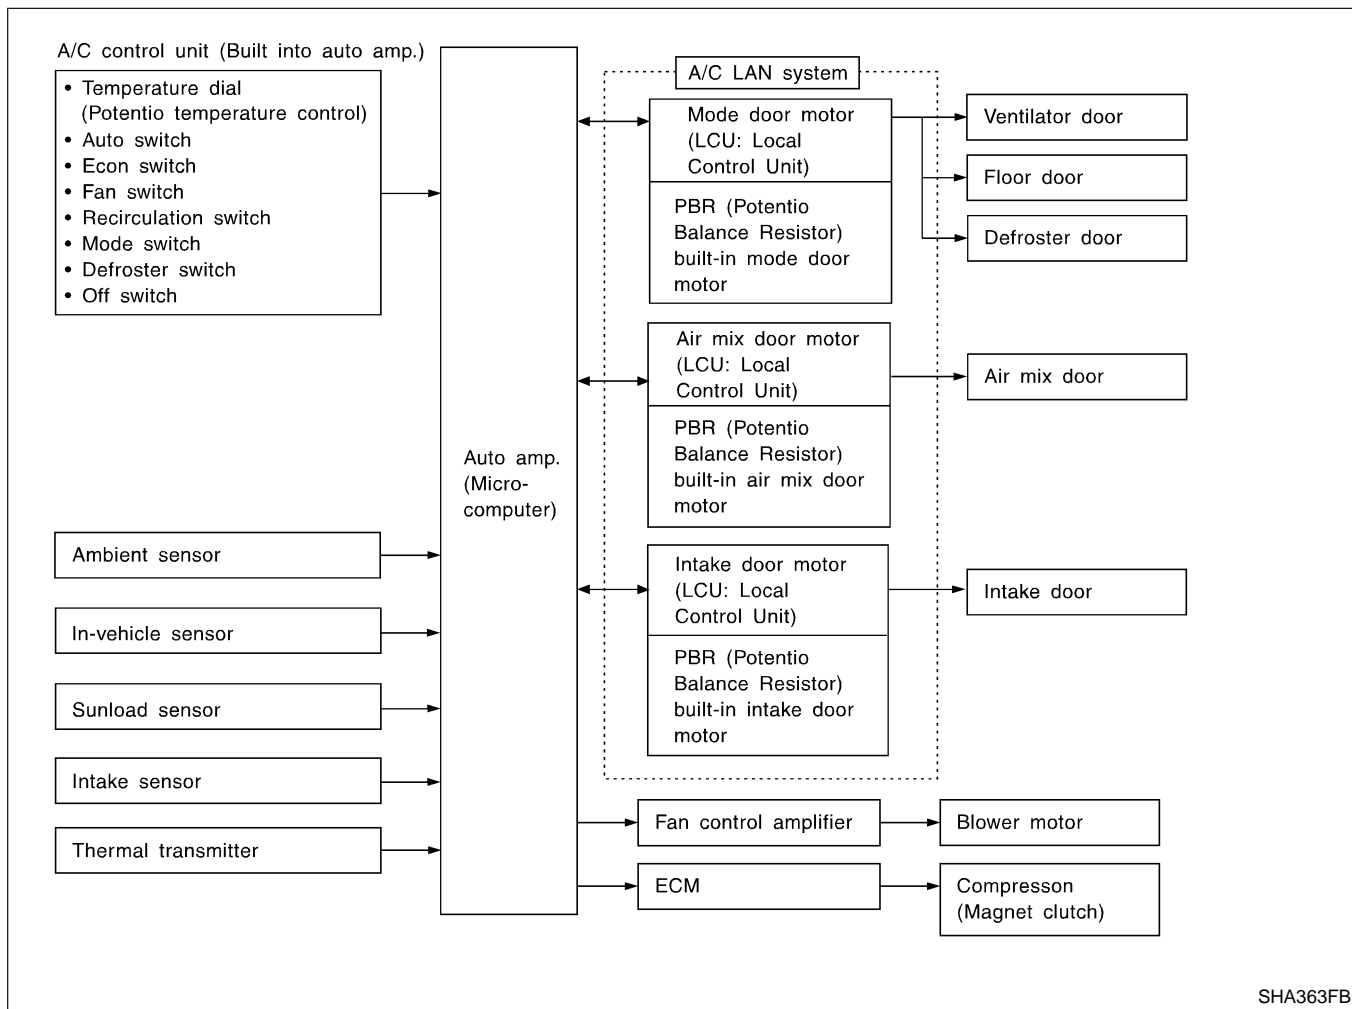 A/C control unit (Built into auto amp.)
• Temperature dial
(Potentio temperature control)
• Auto switch
• Econ switch
• Fan switch
• Recirculation switch
• Mode switch
• Defroster switch
• Off switch
Ambient sensor
In-vehicle sensor
Sunload sensor
Intake sensor
Thermal transmitter
Auto amp.
(Micro-
computer)
A/C LAN system
Mode door motor
(LCU: Local
Control Unit)
PBR (Potentio
Balance Resistor)
built-in mode door
motor
Air mix door motor
(LCU: Local
Control Unit)
PBR (Potentio
Balance Resistor)
built-in air mix door
motor
Intake door motor
(LCU: Local
Control Unit)
PBR (Potentio
Balance Resistor)
built-in intake door
motor
Fan control amplifier
ECM
Ventilator door
Floor door
Defroster door
Air mix door
Intake door
Blower motor
Compresson
(Magnet clutch)
SHA363FB